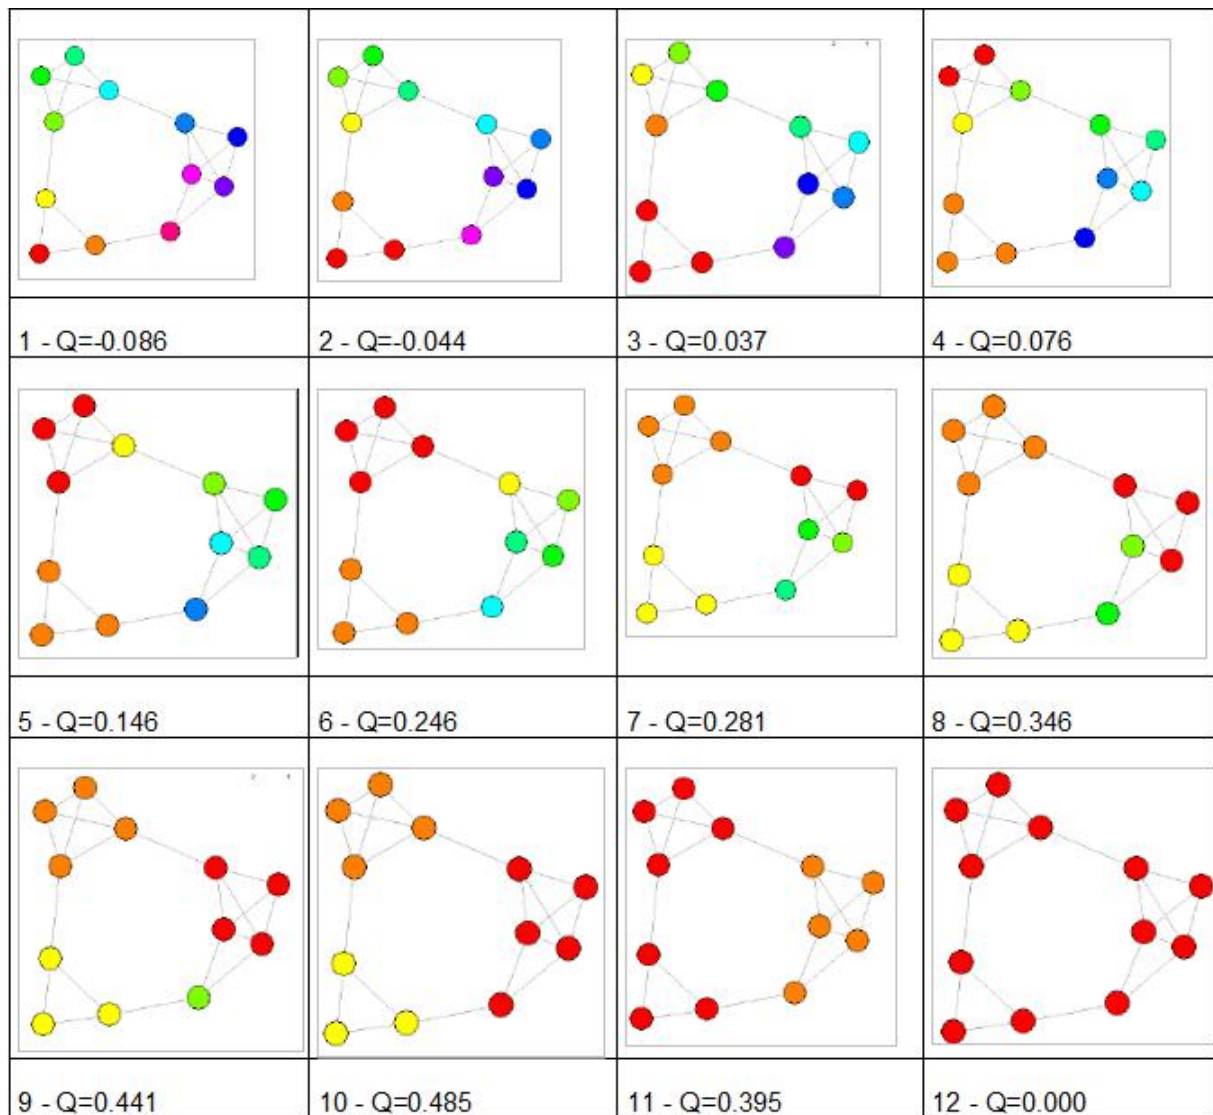 1 - Q=-0.086
2 - Q=-0.044
3 - Q=0.037
4 - Q=0.076
5 - Q=0.146
6 - Q=0.246
7 - Q=0.281
8 - Q=0.346
9 - Q=0.441
10 - Q=0.485
11 - Q=0.395
12 - Q=0.000